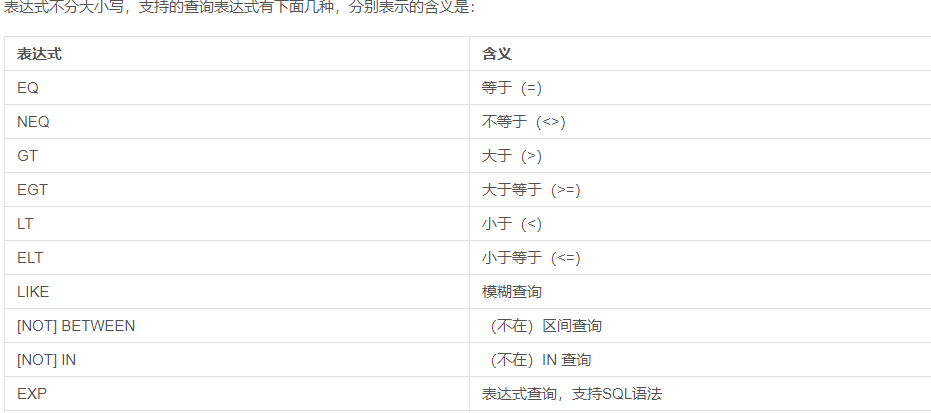 表达式不分大小写，支持的查询表达式有下面几种，分别表示的含义是：
表达式 含义
EQ 等于（=）
NEQ 不等于（<>）
GT 大于（>）
EGT 大于等于（>=）
LT 小于（<）
ELT 小于等于（<=）
LIKE 模糊查询
[NOT] BETWEEN （不在）区间查询
[NOT] IN （不在）IN 查询
EXP 表达式查询，支持SQL语法